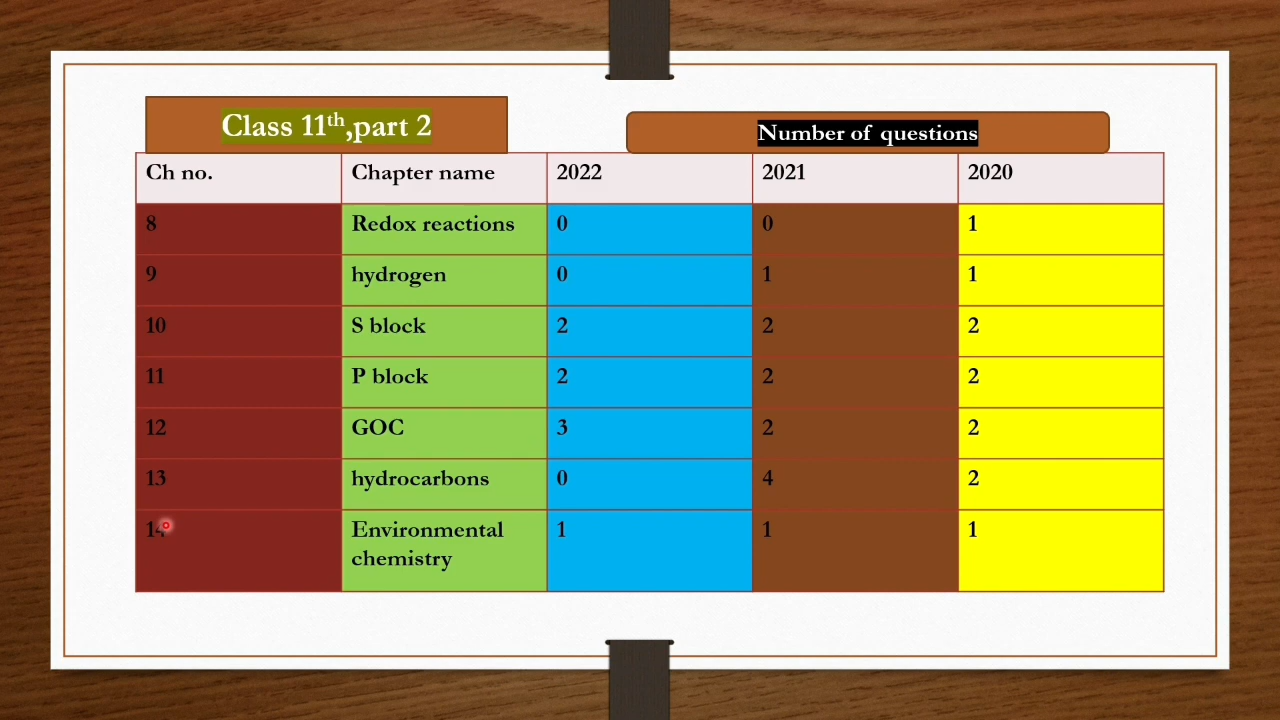 Class 11th,part 2
Number of questions
Ch no. Chapter name 2022 2021 2020
8 Redox reactions 0 0 1
9 hydrogen 0 1 1
10 S block 2 2 2
11 P block 2 2 2
12 GOC 3 2 2
13 hydrocarbons 0 4 2
14 Environmental 1 1 1
chemistry